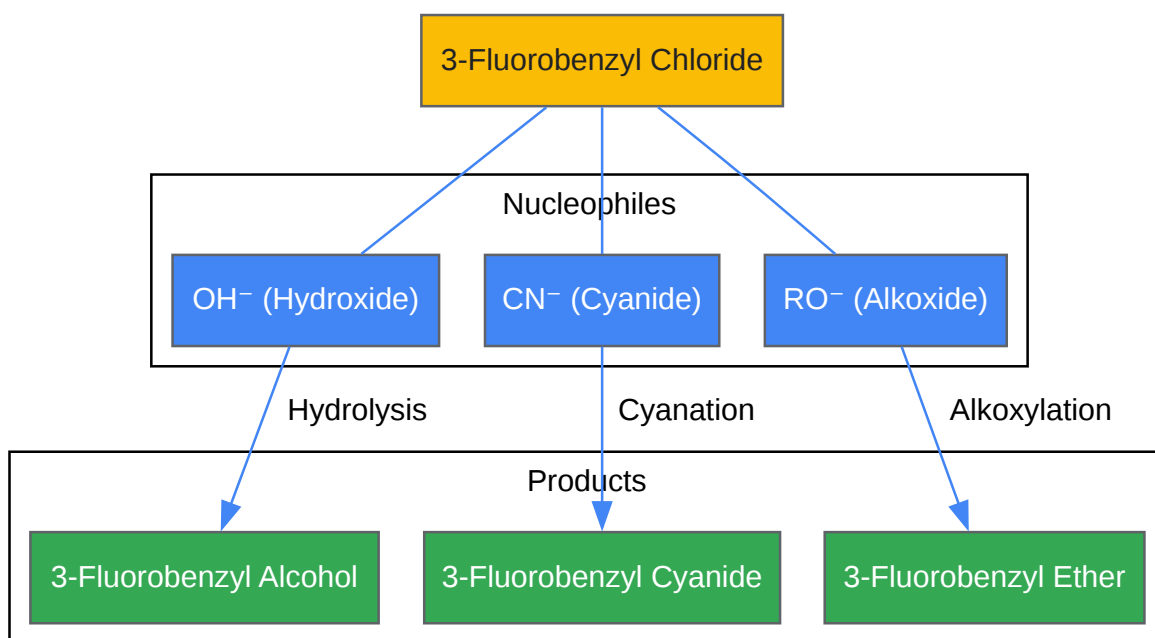 3-Fluorobenzyl Chloride
Nucleophiles
OH⁻ (Hydroxide)
CN⁻ (Cyanide)
RO⁻ (Alkoxide)
Hydrolysis
Cyanation
Alkoxylation
Products
3-Fluorobenzyl Alcohol
3-Fluorobenzyl Cyanide
3-Fluorobenzyl Ether